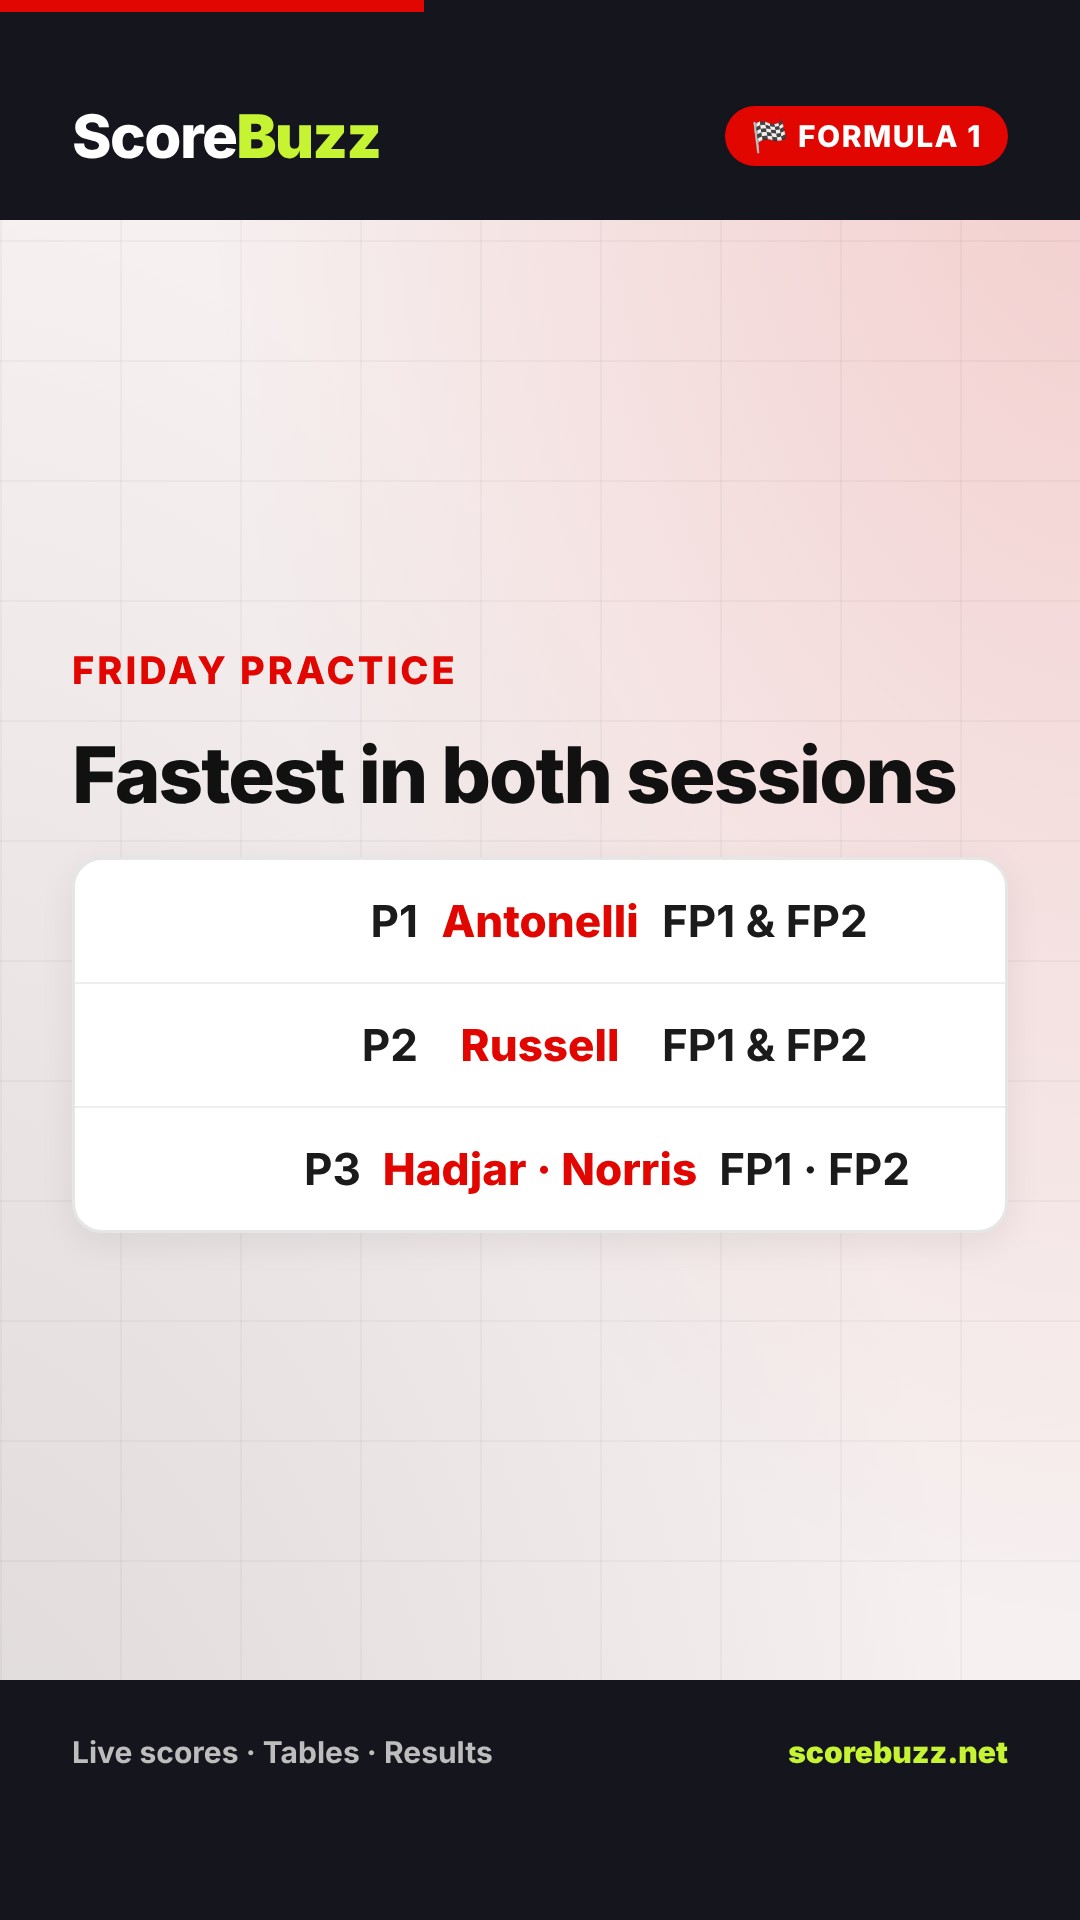 ScoreBuzz
🏁 FORMULA 1
FRIDAY PRACTICE
Fastest in both sessions
P1 Antonelli FP1 & FP2
P2 Russell FP1 & FP2
P3 Hadjar · Norris FP1 · FP2
Live scores · Tables · Results
scorebuzz.net